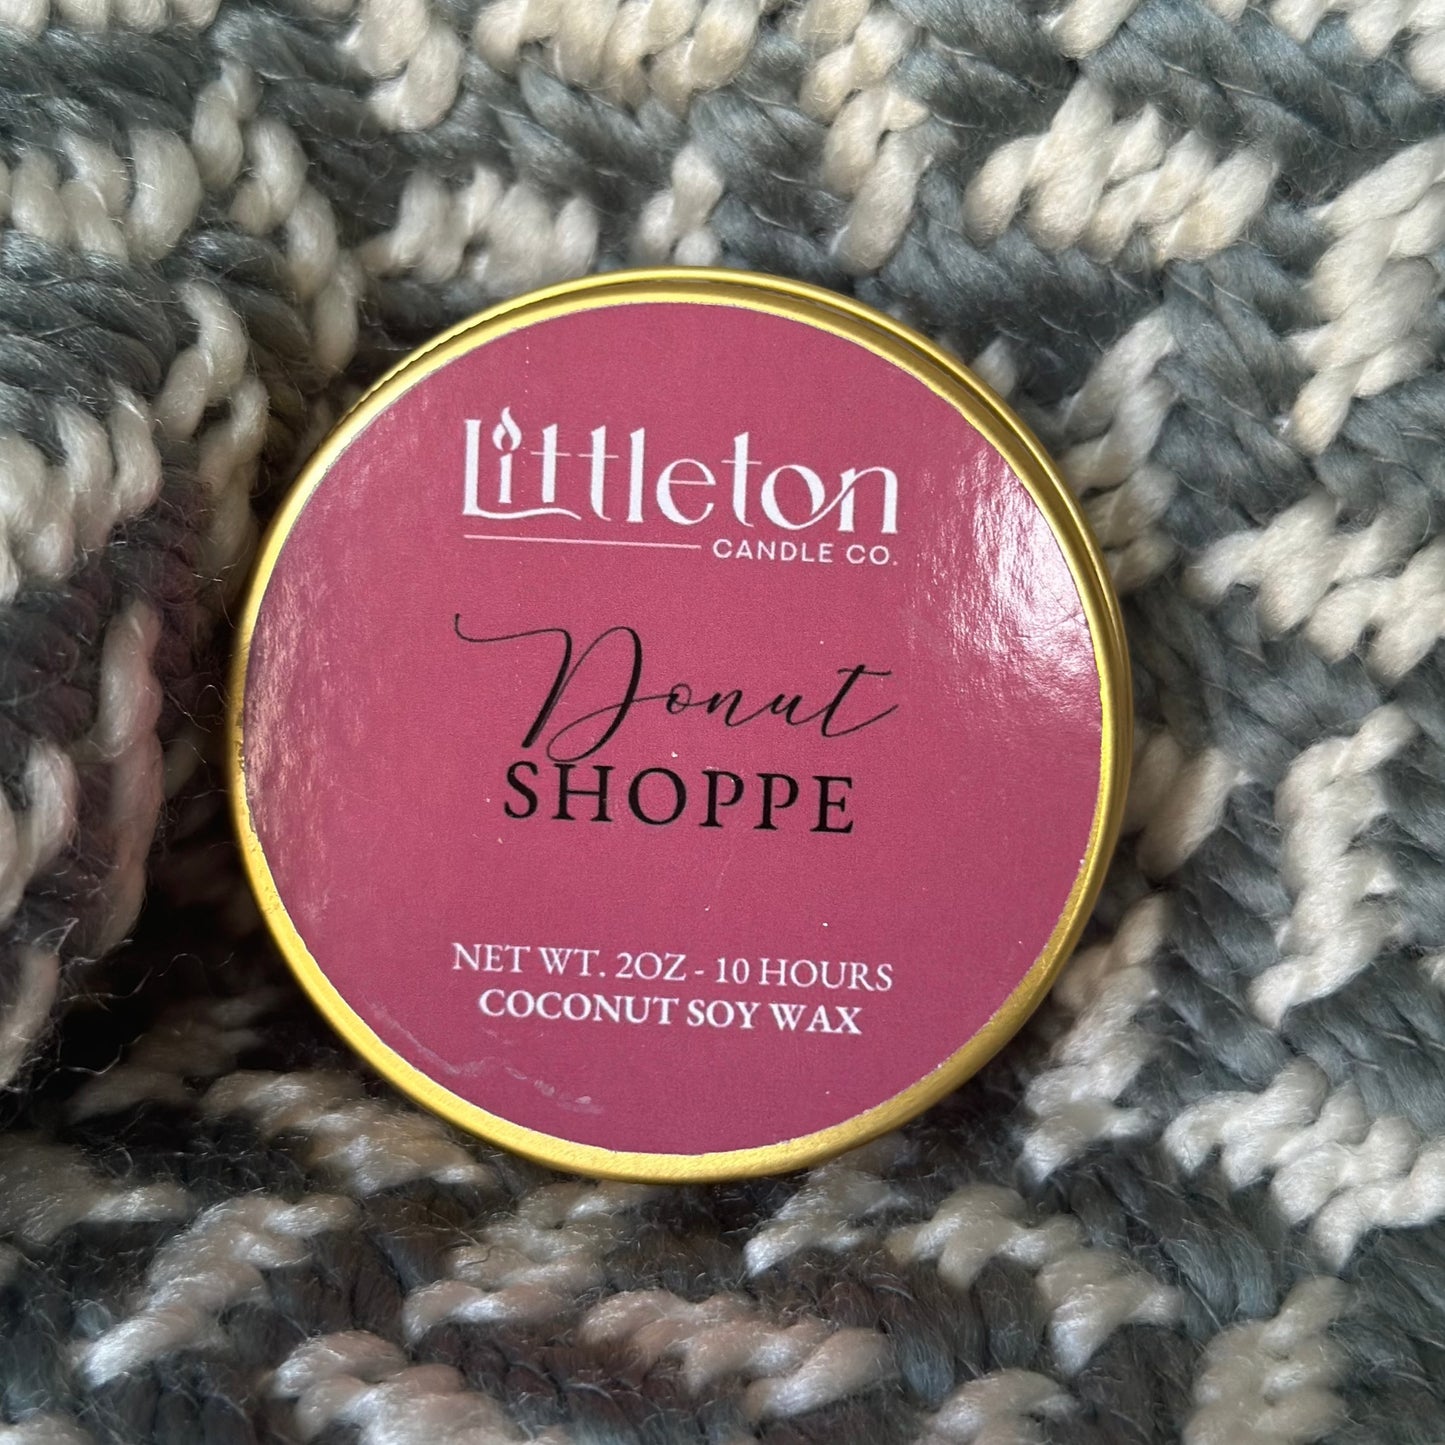 Littleton
CANDLE CO.
Donut
SHOPPE
NET WT. 2OZ - 10 HOURS
COCONUT SOY WAX